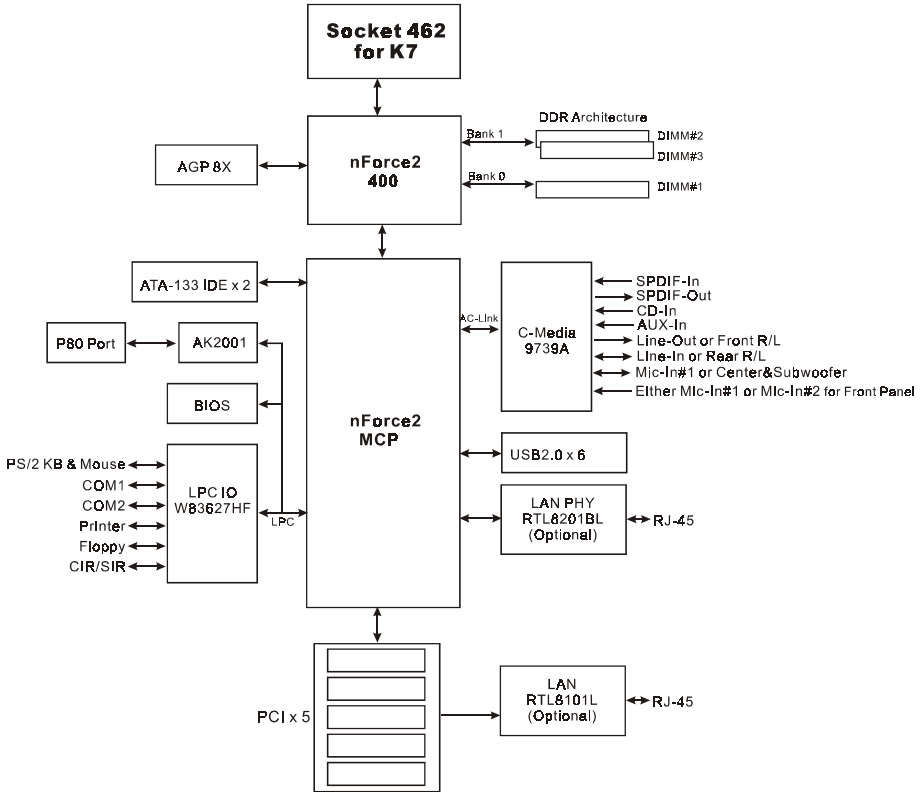 Socket 462
for K7
DDR Architecture
Bank 1
DIMM#2
DIMM#3
AGP 8X
nForce2
400
Bank 0
DIMM#1
ATA-133 IDE x 2
SPDIF-In
SPDIF-Out
CD-In
AUX-In
Line-Out or Front R/L
Line-In or Rear R/L
Mic-In#1 or Center&Subwoofer
Either Mic-In#1 or Mic-In#2 for Front Panel
AC-Link
C-Media
9739A
P80 Port
AK2001
BIOS
nForce2
MCP
USB2.0 x 6
PS/2 KB & Mouse
COM1
COM2
Printer
Floppy
CIR/SIR
LPC IO
W83627HF
LPC
LAN PHY
RTL8201BL
(Optional)
RJ-45
PCI x 5
LAN
RTL8101L
(Optional)
RJ-45